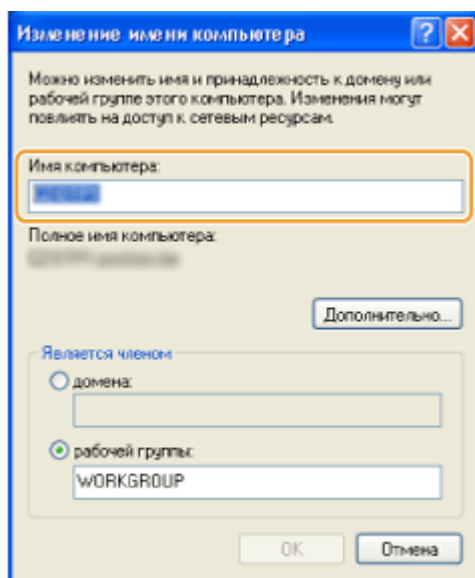 Изменение имени компьютера
Можно изменить имя и принадлежность к домену или
рабочей группе этого компьютера. Изменения могут
повлиять на доступ к сетевым ресурсам.
Имя компьютера:
Полное имя компьютера:
Дополнительно...
Является членом
домена:
рабочей группы:
WORKGROUP
OK
Отмена